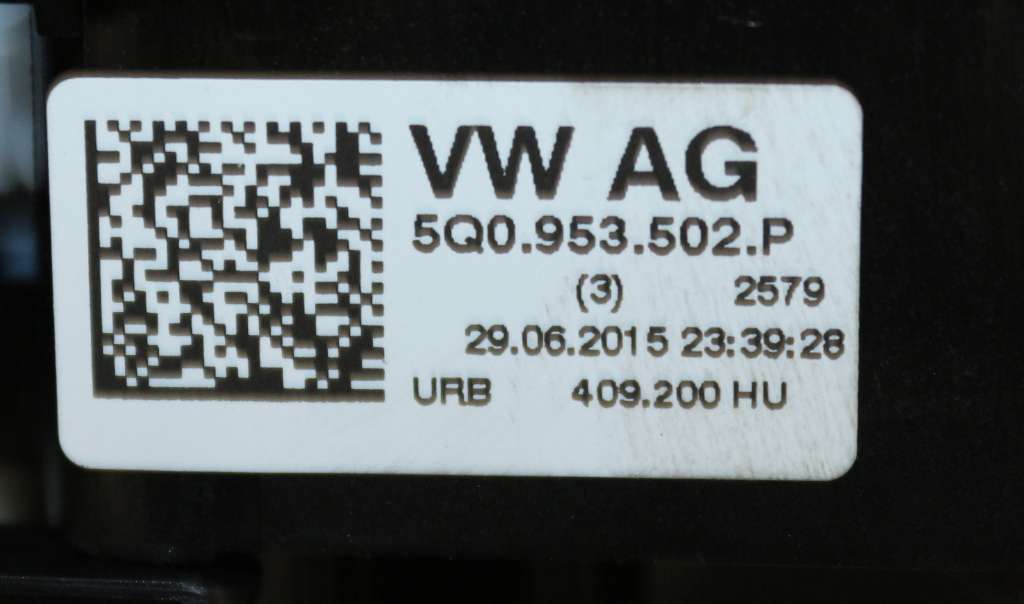 VW AG
5Q0.953.502.P
(3) 2579
29.06.2015 23:39:28
URB 409.200 HU